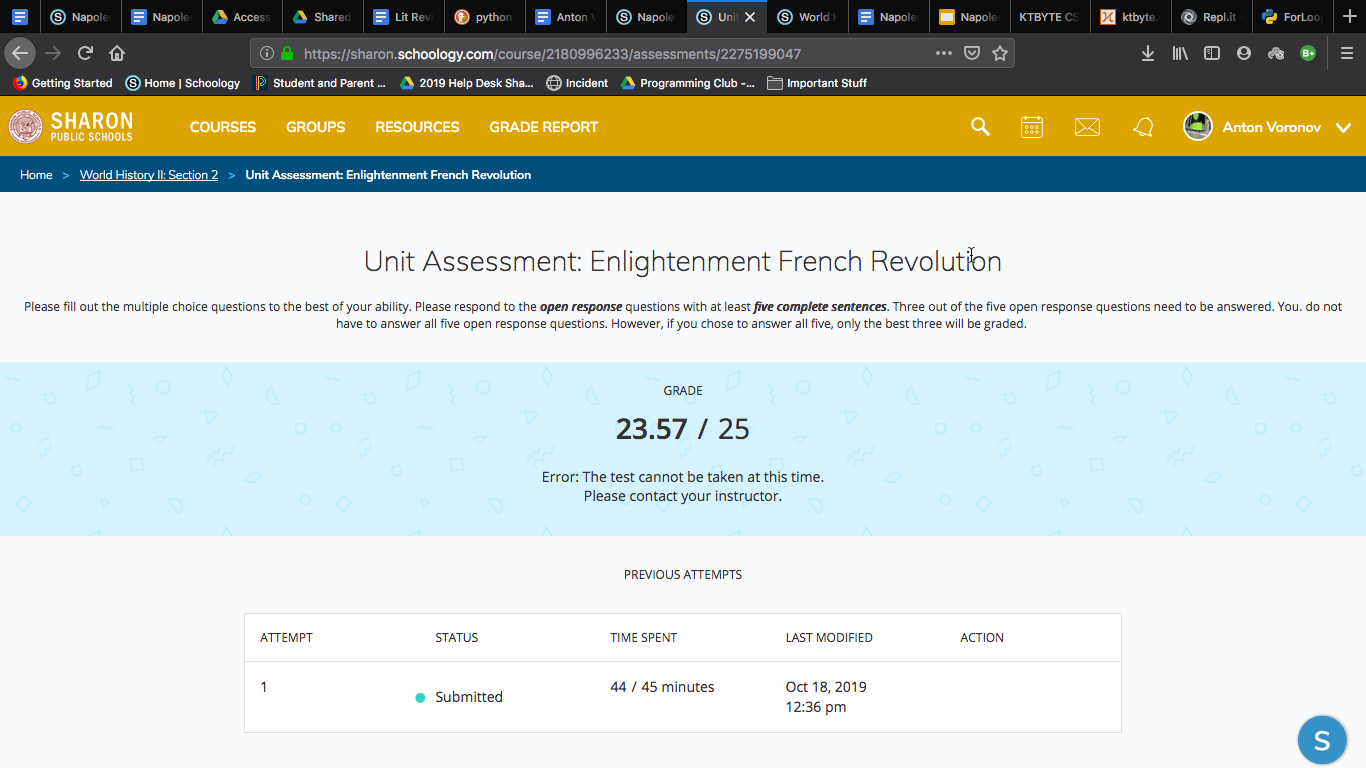 Napole Napole Access Shared Lit Revi python Anton V Napole Unit World H Napole Napole KTBYTE CS ktbyte. Repl.it ForLoo
https://sharon.schoology.com/course/2180996233/assessments/2275199047
Getting Started Home | Schoology Student and Parent ... 2019 Help Desk Sha... Incident Programming Club -... Important Stuff
SHARON
PUBLIC SCHOOLS
COURSES GROUPS RESOURCES GRADE REPORT Anton Voronov
Home > World History II: Section 2 > Unit Assessment: Enlightenment French Revolution
Unit Assessment: Enlightenment French Revolution
Please fill out the multiple choice questions to the best of your ability. Please respond to the open response questions with at least five complete sentences. Three out of the five open response questions need to be answered. You. do not
have to answer all five open response questions. However, if you chose to answer all five, only the best three will be graded.
GRADE
23.57 / 25
Error: The test cannot be taken at this time.
Please contact your instructor.
PREVIOUS ATTEMPTS
ATTEMPT STATUS TIME SPENT LAST MODIFIED ACTION
1 Submitted 44 / 45 minutes Oct 18, 2019
12:36 pm
S